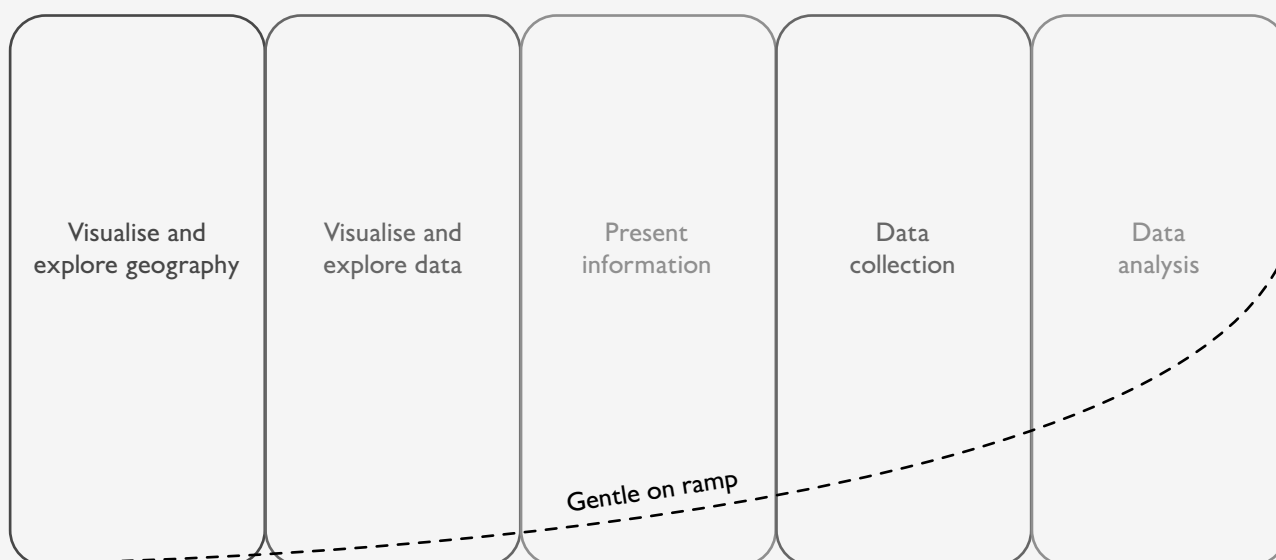 Visualise and
explore geography
Visualise and
explore data
Present
information
Data
collection
Data
analysis
Gentle on ramp